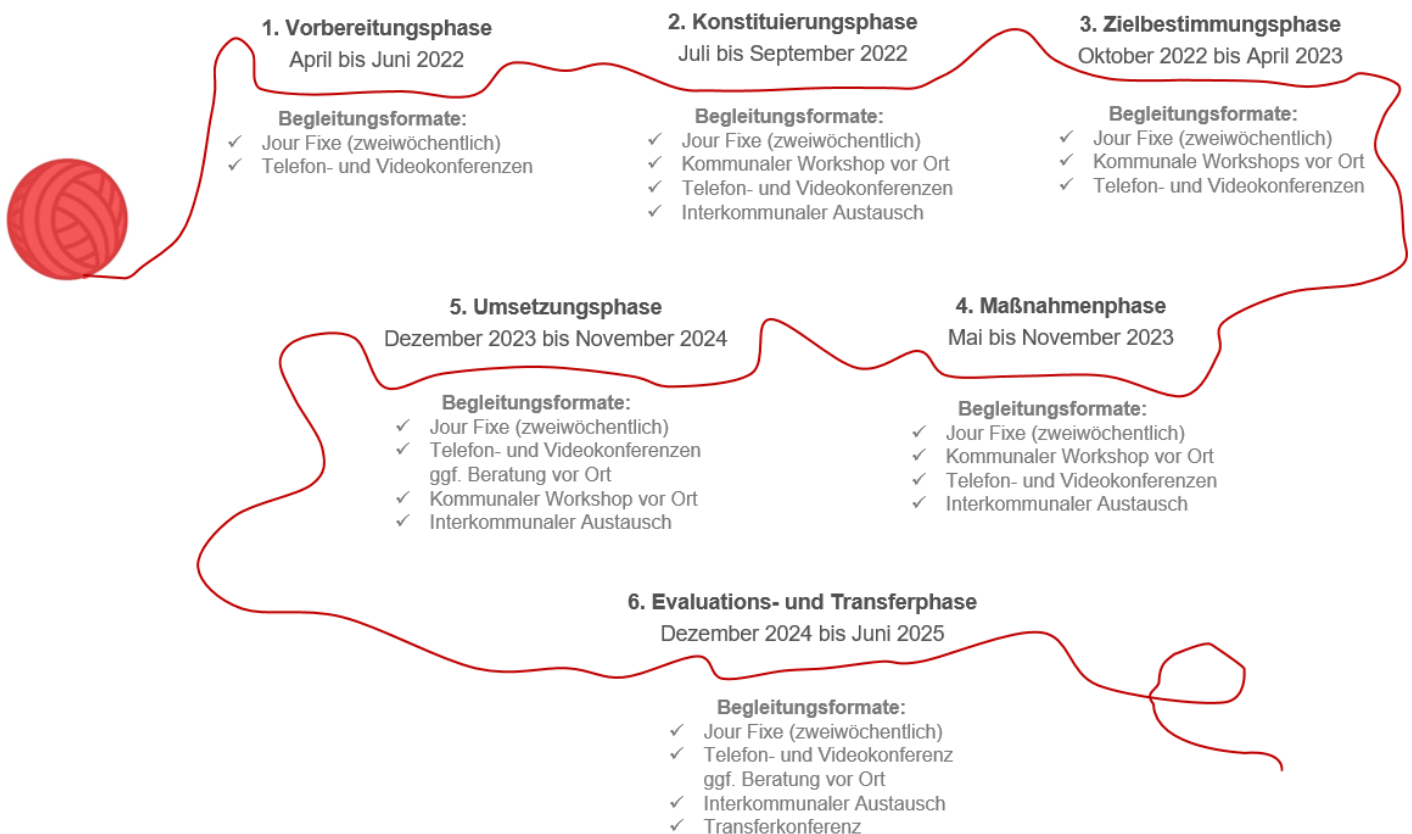 1. Vorbereitungsphase
April bis Juni 2022
Begleitungsformate:
✓ Jour Fixe (zweiwöchentlich)
✓ Telefon- und Videokonferenzen
2. Konstituierungsphase
Juli bis September 2022
Begleitungsformate:
✓ Jour Fixe (zweiwöchentlich)
✓ Kommunaler Workshop vor Ort
✓ Telefon- und Videokonferenzen
✓ Interkommunaler Austausch
3. Zielbestimmungsphase
Oktober 2022 bis April 2023
Begleitungsformate:
✓ Jour Fixe (zweiwöchentlich)
✓ Kommunale Workshops vor Ort
✓ Telefon- und Videokonferenzen
4. Maßnahmenphase
Mai bis November 2023
Begleitungsformate:
✓ Jour Fixe (zweiwöchentlich)
✓ Kommunaler Workshop vor Ort
✓ Telefon- und Videokonferenzen
✓ Interkommunaler Austausch
5. Umsetzungsphase
Dezember 2023 bis November 2024
Begleitungsformate:
✓ Jour Fixe (zweiwöchentlich)
✓ Telefon- und Videokonferenzen
ggf. Beratung vor Ort
✓ Kommunaler Workshop vor Ort
✓ Interkommunaler Austausch
6. Evaluations- und Transferphase
Dezember 2024 bis Juni 2025
Begleitungsformate:
✓ Jour Fixe (zweiwöchentlich)
✓ Telefon- und Videokonferenz
ggf. Beratung vor Ort
✓ Interkommunaler Austausch
✓ Transferkonferenz